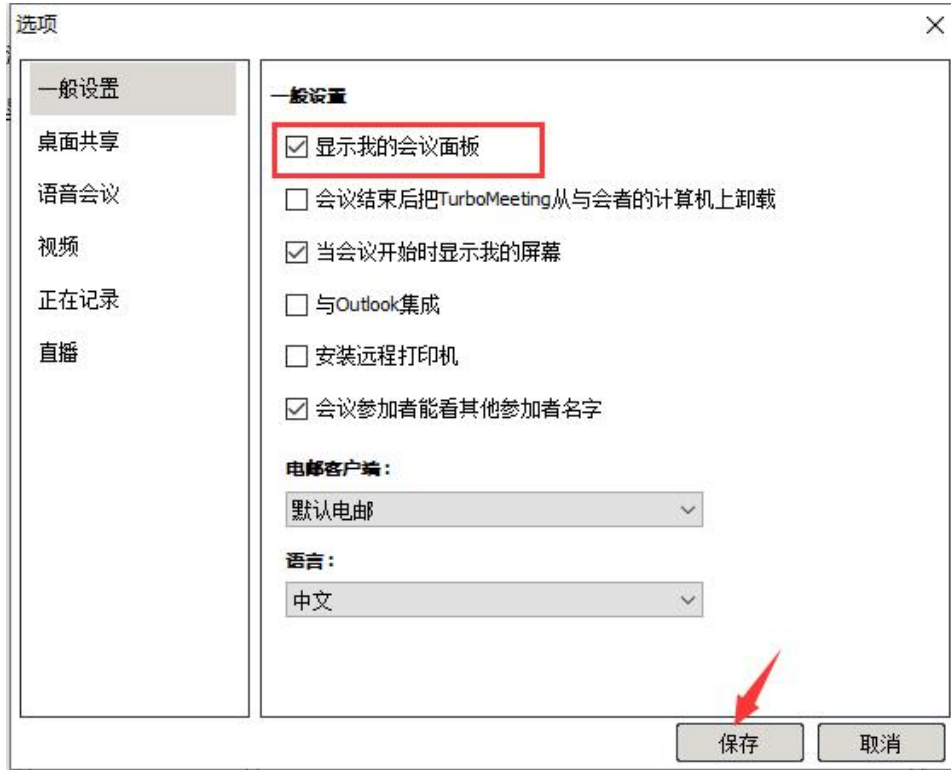 选项
一般设置
桌面共享
语音会议
视频
正在记录
直播
一般设置
显示我的会议面板
会议结束后把TurboMeeting从与会者的计算机上卸载
当会议开始时显示我的屏幕
与Outlook集成
安装远程打印机
会议参加者能看其他参加者名字
电邮客户端：
默认电邮
语言：
中文
保存
取消